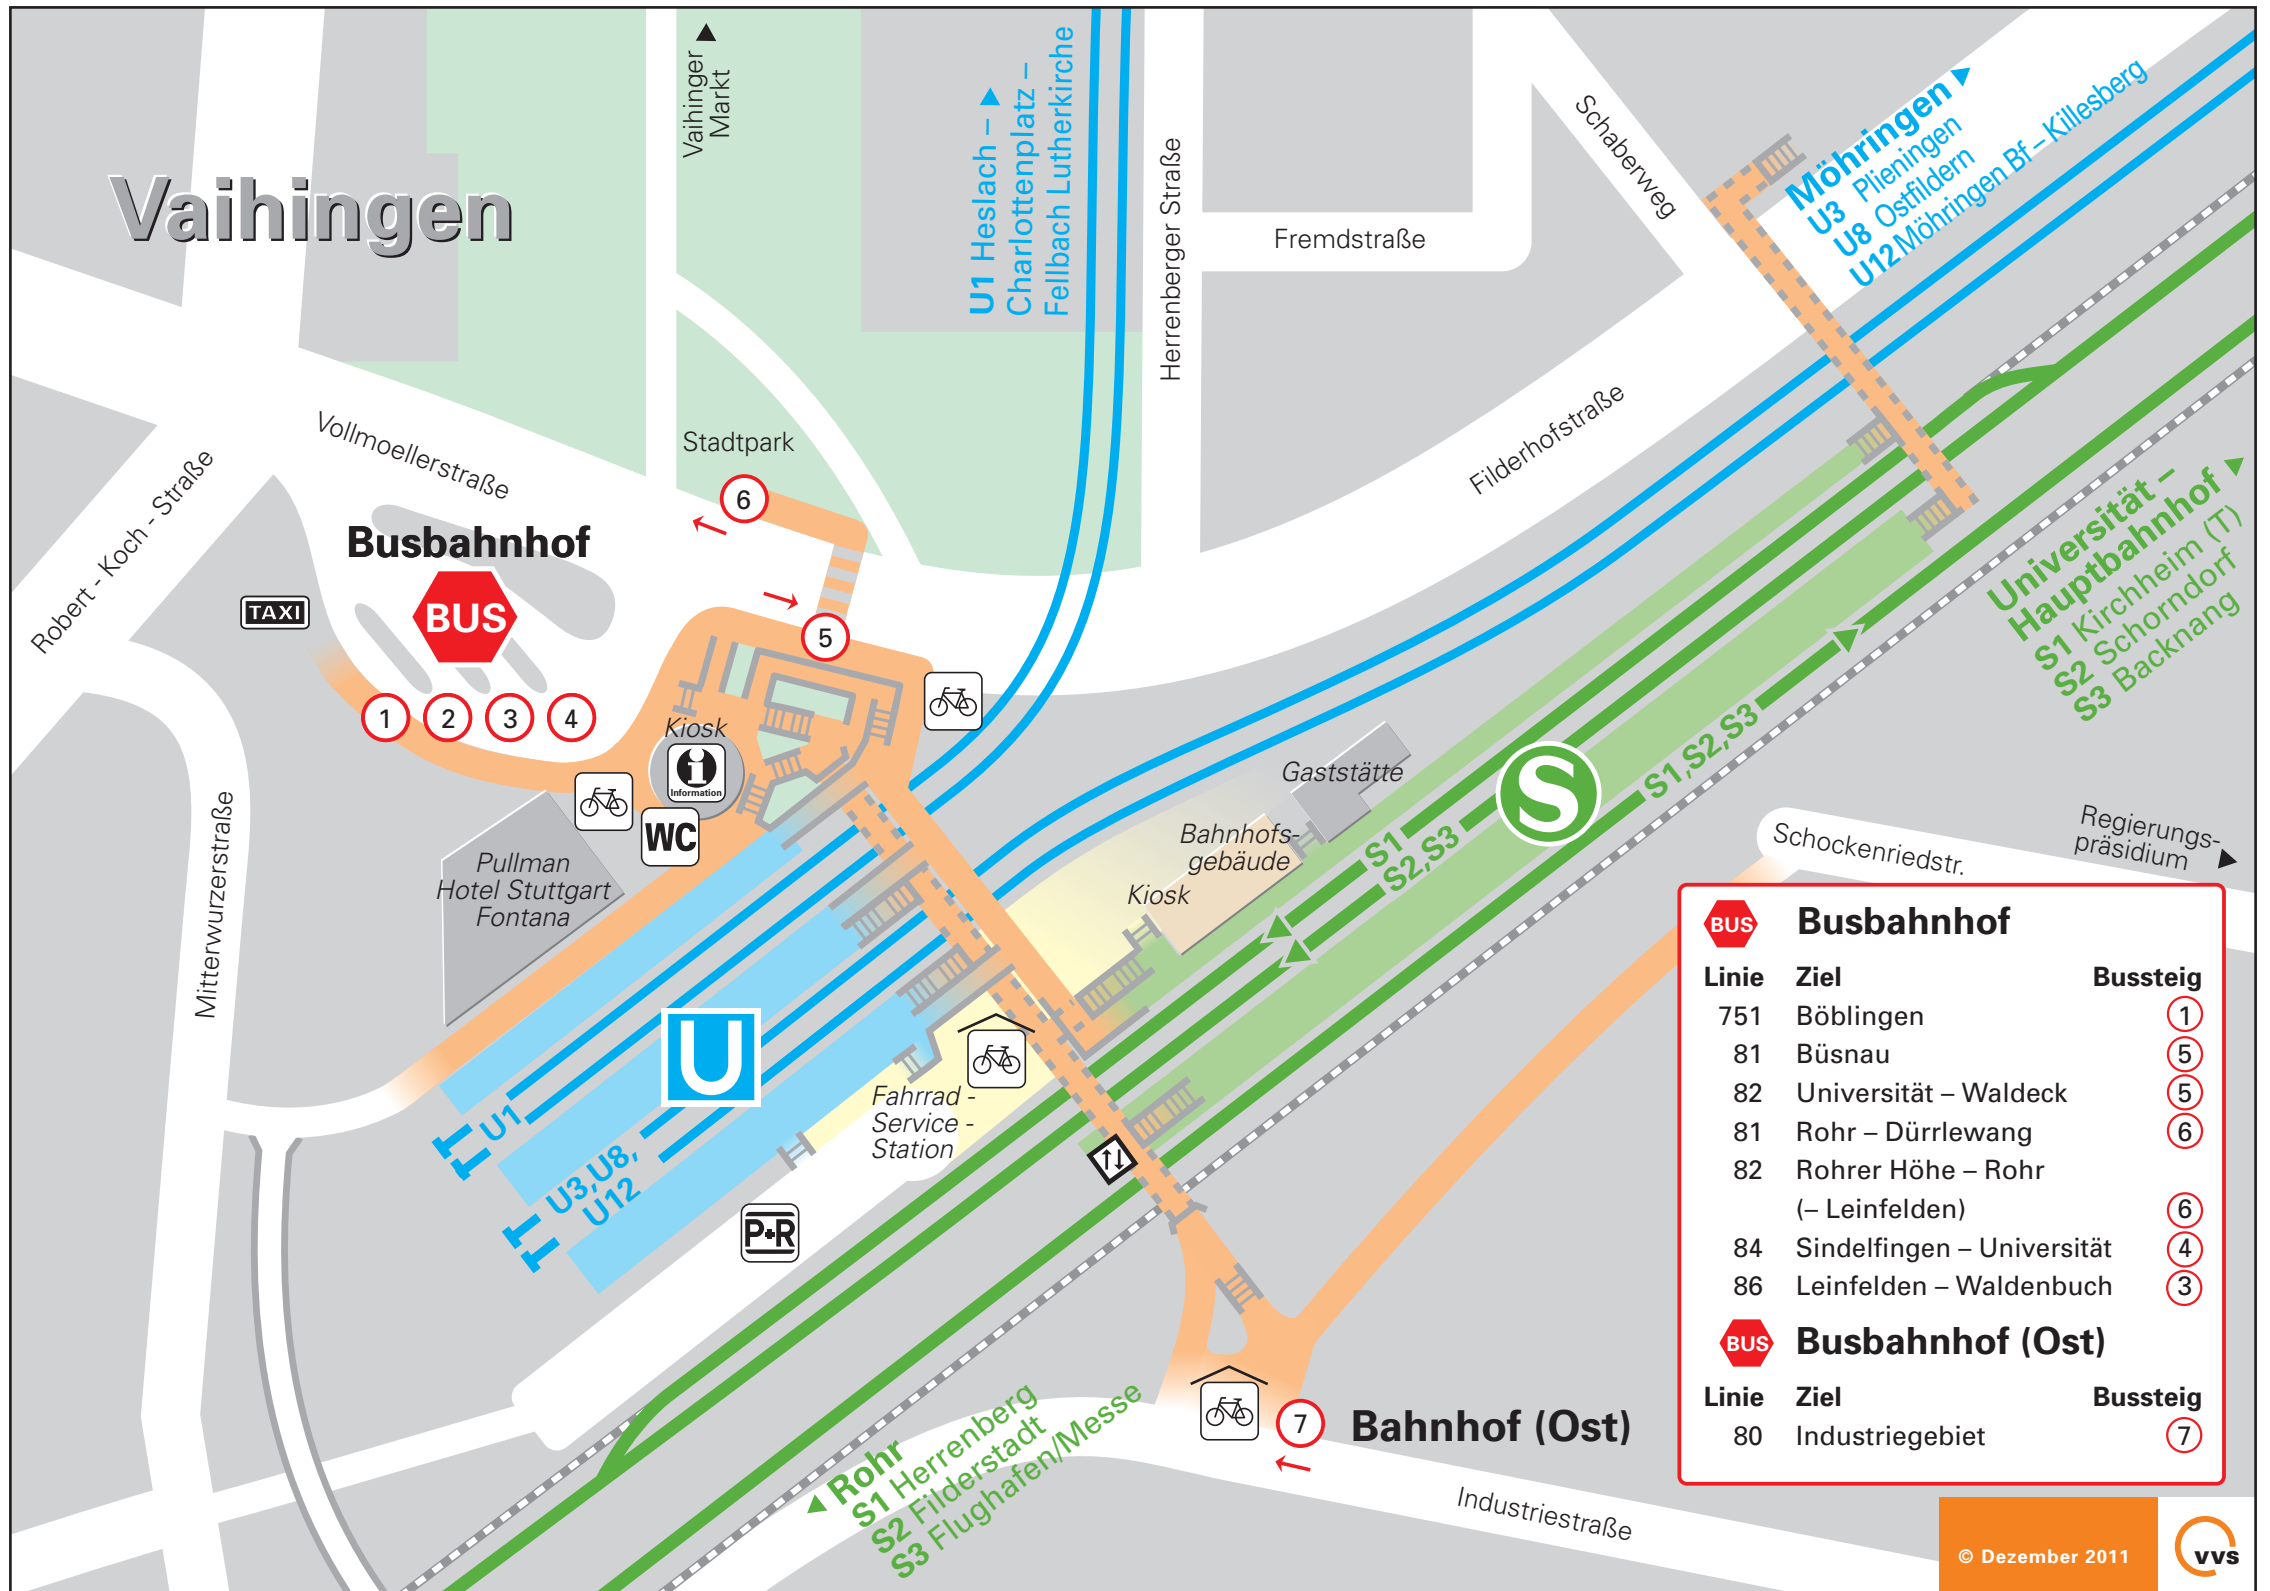 Vaihingen
Vaihinger
Markt
U1 Heslach –
Charlottenplatz –
Fellbach Lutherkirche
Herrenberger Straße
Fremdstraße
Schaberweg
Möhringen
U3 Plieningen
U8 Ostfildern
U12 Möhringen Bf – Killesberg
Filderhofstraße
Stadtpark
Vollmoellerstraße
Robert - Koch - Straße
Busbahnhof
BUS
TAXI
6
5
1
2
3
4
Kiosk
i
Information
WC
Pullman
Hotel Stuttgart
Fontana
Mitterwurzerstraße
Gaststätte
Bahnhofs-
gebäude
Kiosk
S1
S2,S3
S
S1,S2,S3
Universität –
Hauptbahnhof
S1 Kirchheim (T)
S2 Schorndorf
S3 Backnang
Schockenriedstr.
Regierungs-
präsidium
U
U1
U3,U8,
U12
Fahrrad -
Service -
Station
P+R
Rohr
S1 Herrenberg
S2 Filderstadt
S3 Flughafen/Messe
7
Bahnhof (Ost)
Industriestraße
BUS Busbahnhof
Linie Ziel Bussteig
751 Böblingen 1
81 Büsnau 5
82 Universität – Waldeck 5
81 Rohr – Dürrlewang 6
82 Rohrer Höhe – Rohr
(– Leinfelden) 6
84 Sindelfingen – Universität 4
86 Leinfelden – Waldenbuch 3
BUS Busbahnhof (Ost)
Linie Ziel Bussteig
80 Industriegebiet 7
© Dezember 2011
vvs